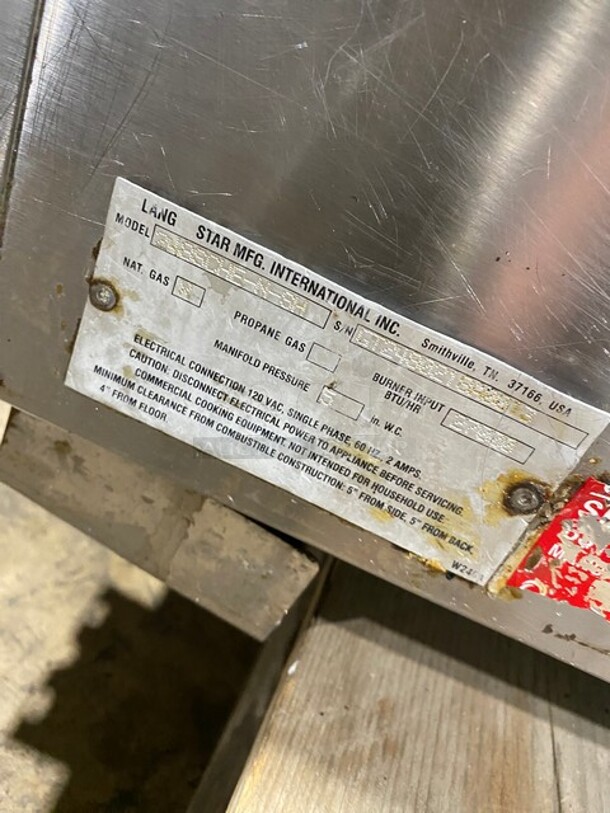 LANG STAR MFG. INTERNATIONAL INC. Smithville, TN. 37166, USA
MODEL S/N
NAT. GAS PROPANE GAS BURNER INPUT BTU/HR
MANIFOLD PRESSURE 5 in. W.C.
ELECTRICAL CONNECTION 120 VAC, SINGLE PHASE, 60 HZ, 2 AMPS.
CAUTION: DISCONNECT ELECTRICAL POWER TO APPLIANCE BEFORE SERVICING.
COMMERCIAL COOKING EQUIPMENT, NOT INTENDED FOR HOUSEHOLD USE.
MINIMUM CLEARANCE FROM COMBUSTIBLE CONSTRUCTION: 5" FROM SIDE, 5" FROM BACK,
4" FROM FLOOR.